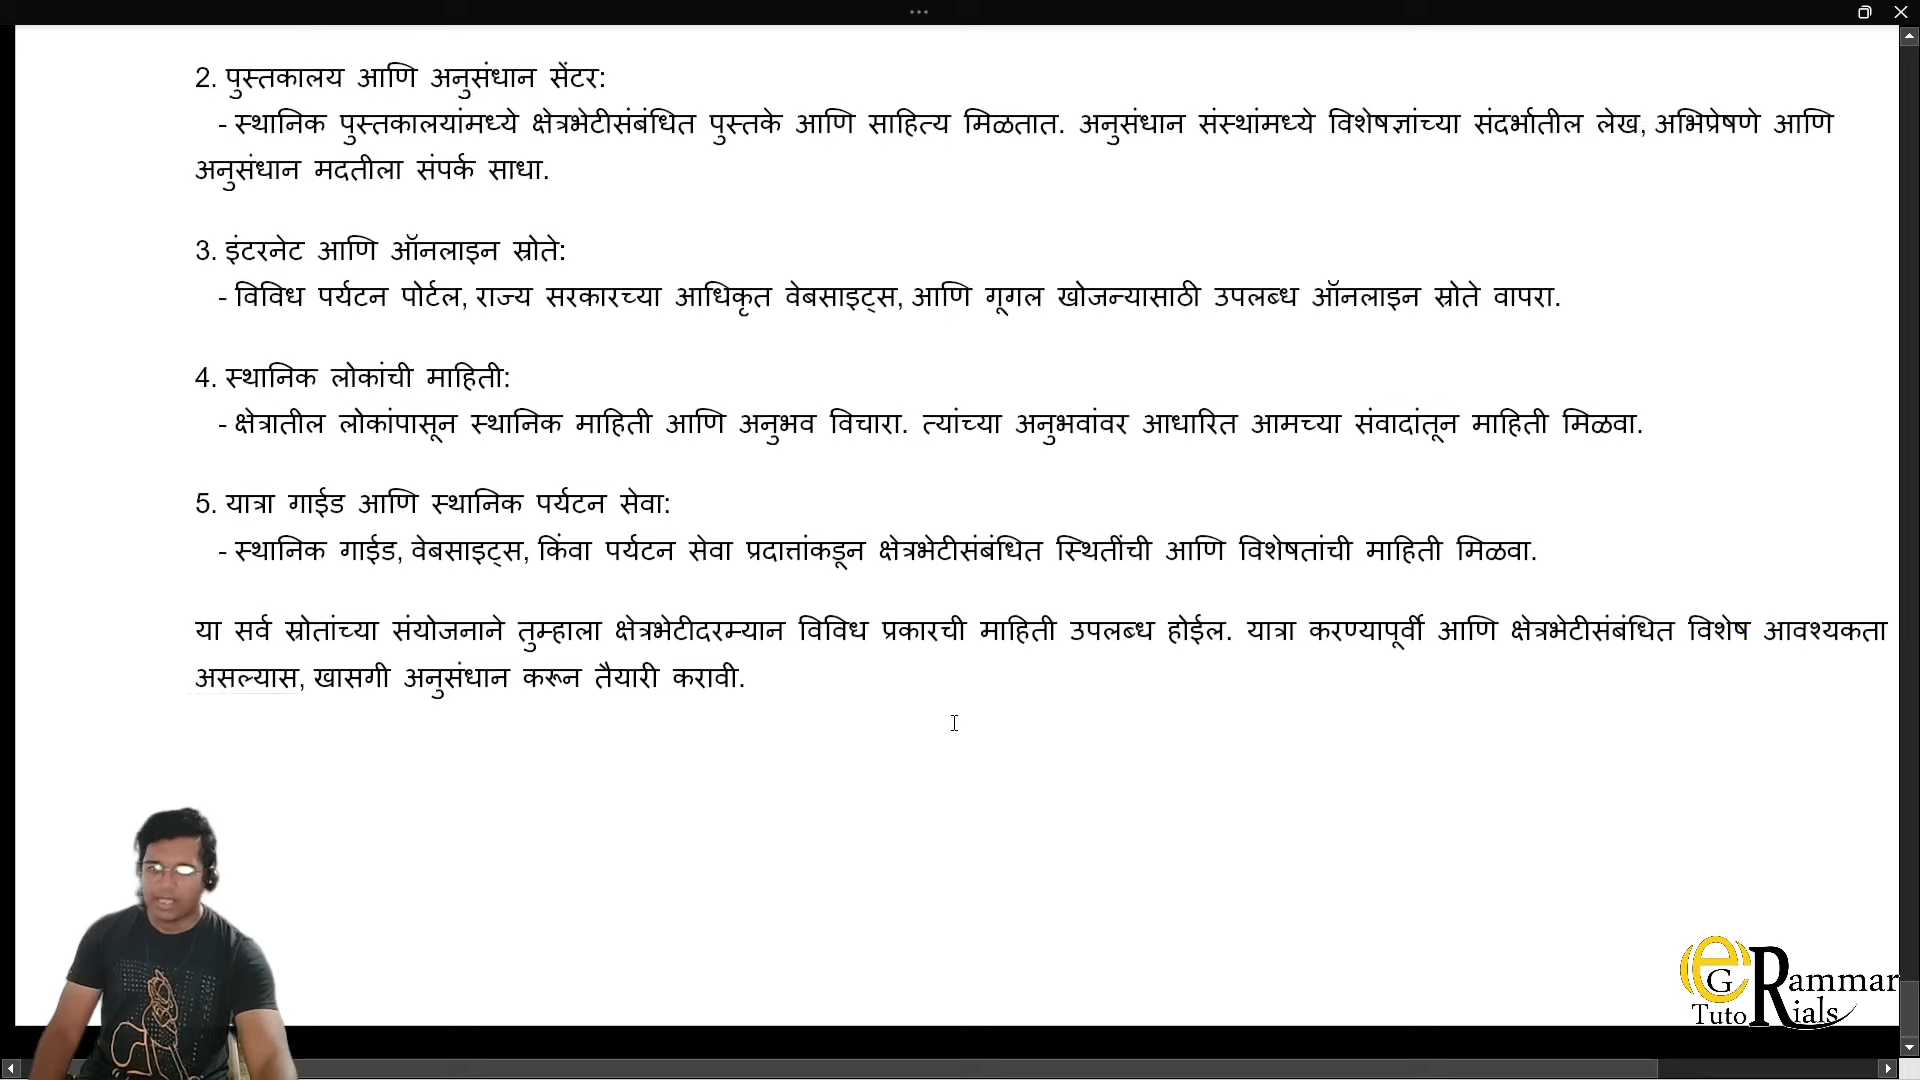 2. पुस्तकालय आणि अनुसंधान सेंटर:
- स्थानिक पुस्तकालयांमध्ये क्षेत्रभेटीसंबंधित पुस्तके आणि साहित्य मिळतात. अनुसंधान संस्थांमध्ये विशेषज्ञांच्या संदर्भातील लेख, अभिप्रेषणे आणि
अनुसंधान मदतीला संपर्क साधा.
3. इंटरनेट आणि ऑनलाइन स्रोते:
- विविध पर्यटन पोर्टल, राज्य सरकारच्या आधिकृत वेबसाइट्स, आणि गूगल खोजन्यासाठी उपलब्ध ऑनलाइन स्रोते वापरा.
4. स्थानिक लोकांची माहिती:
- क्षेत्रातील लोकांपासून स्थानिक माहिती आणि अनुभव विचारा. त्यांच्या अनुभवांवर आधारित आमच्या संवादांतून माहिती मिळवा.
5. यात्रा गाईड आणि स्थानिक पर्यटन सेवा:
- स्थानिक गाईड, वेबसाइट्स, किंवा पर्यटन सेवा प्रदात्तांकडून क्षेत्रभेटीसंबंधित स्थितींची आणि विशेषतांची माहिती मिळवा.
या सर्व स्रोतांच्या संयोजनाने तुम्हाला क्षेत्रभेटीदरम्यान विविध प्रकारची माहिती उपलब्ध होईल. यात्रा करण्यापूर्वी आणि क्षेत्रभेटीसंबंधित विशेष आवश्यकता
असल्यास, खासगी अनुसंधान करून तैयारी करावी.
e G Rammar
Tuto Rials